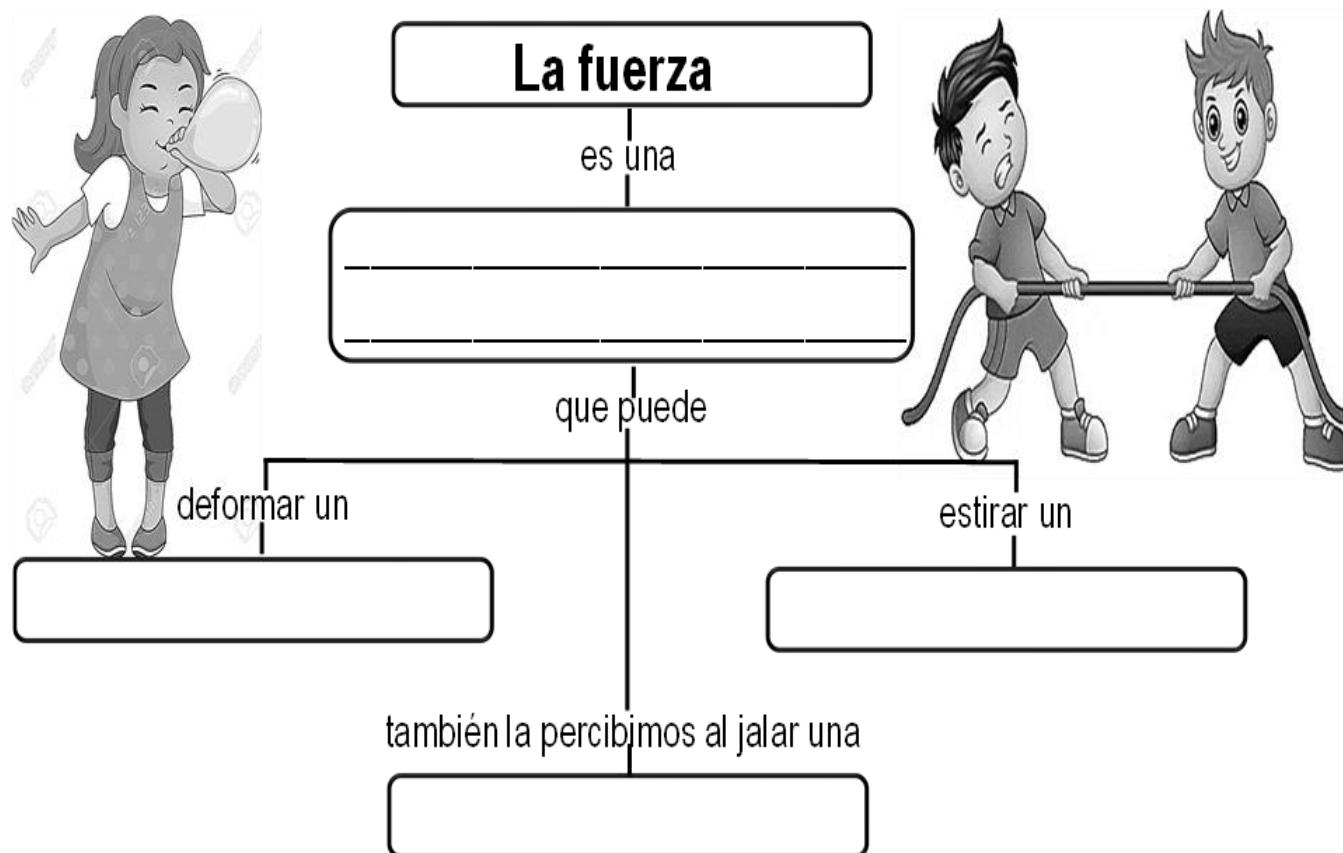 La fuerza
es una
que puede
deformar un
estirar un
también la percibimos al jalar una